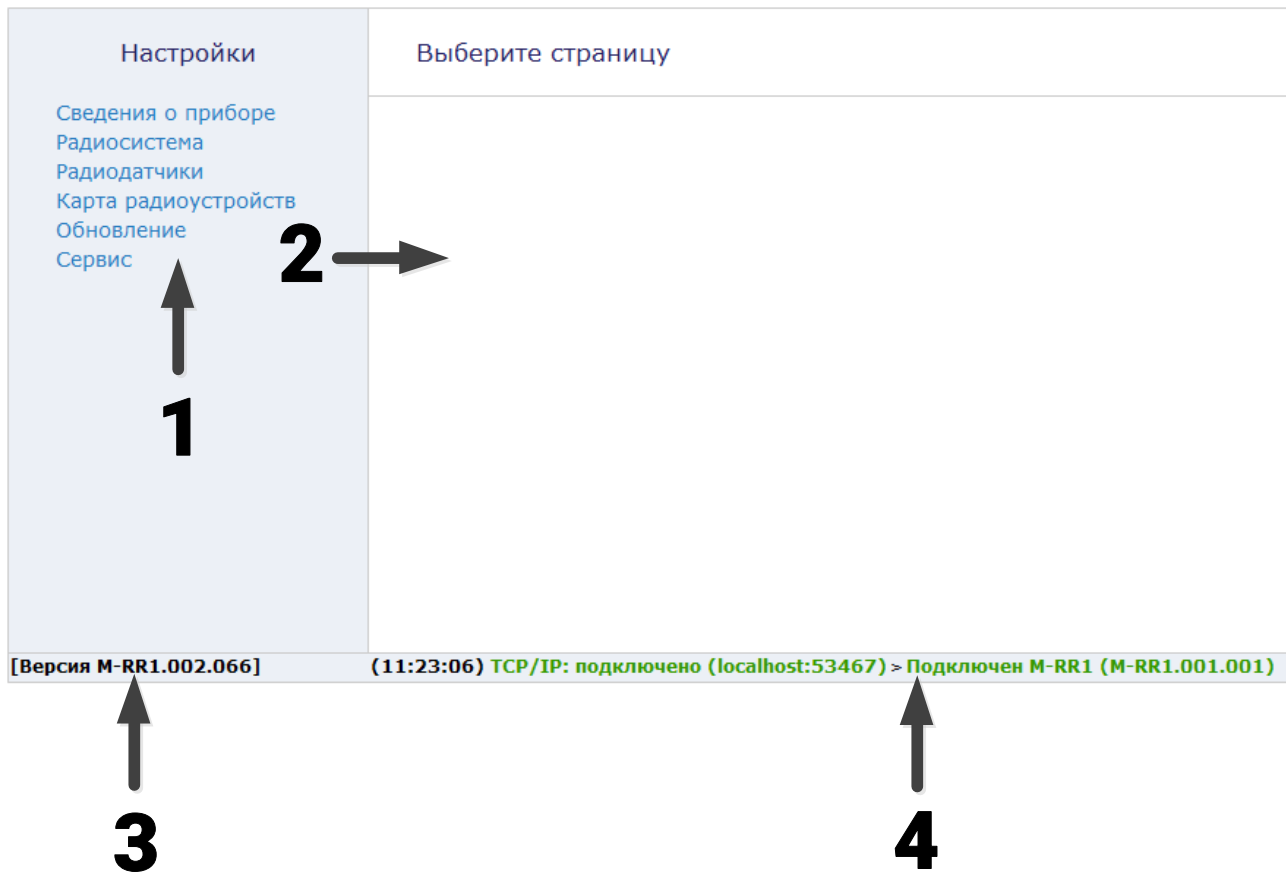 Настройки
Выберите страницу
Сведения о приборе
Радиосистема
Радиодатчики
Карта радиоустройств
Обновление
Сервис
2
1
[Версия M-RR1.002.066]
(11:23:06) TCP/IP: подключено (localhost:53467) > Подключен M-RR1 (M-RR1.001.001)
3
4